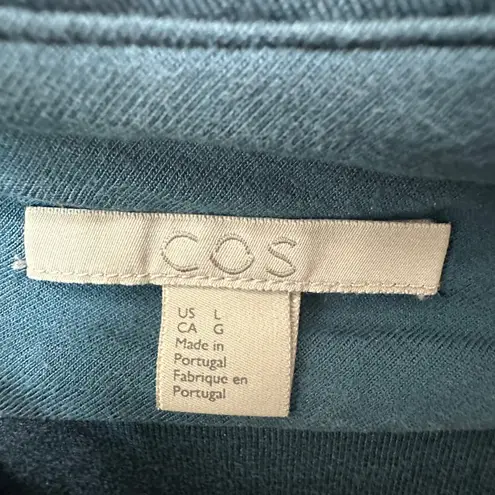 COS
US L
CA G
Made in
Portugal
Fabriqué en
Portugal